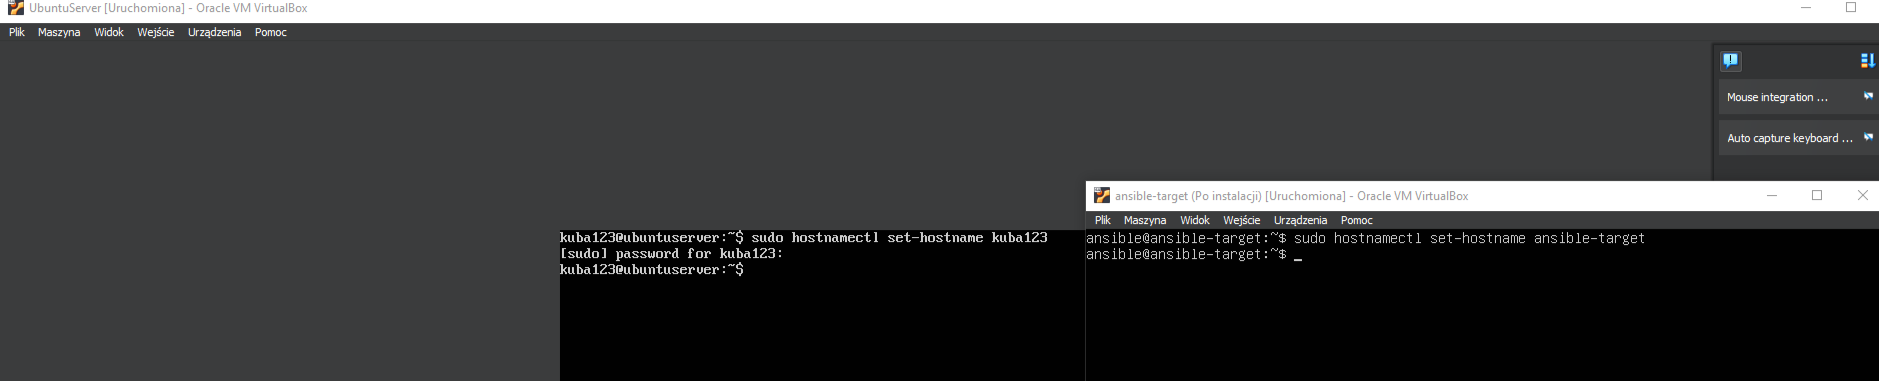 UbuntuServer [Uruchomiona] - Oracle VM VirtualBox
Plik Maszyna Widok Wejście Urządzenia Pomoc
Mouse integration ...
Auto capture keyboard ...
ansible-target (Po instalacji) [Uruchomiona] - Oracle VM VirtualBox
Plik Maszyna Widok Wejście Urządzenia Pomoc
kuba123@ubuntuserver:~$ sudo hostnamectl set-hostname kuba123
[sudo] password for kuba123:
kuba123@ubuntuserver:~$
ansible@ansible-target:~$ sudo hostnamectl set-hostname ansible-target
ansible@ansible-target:~$ _